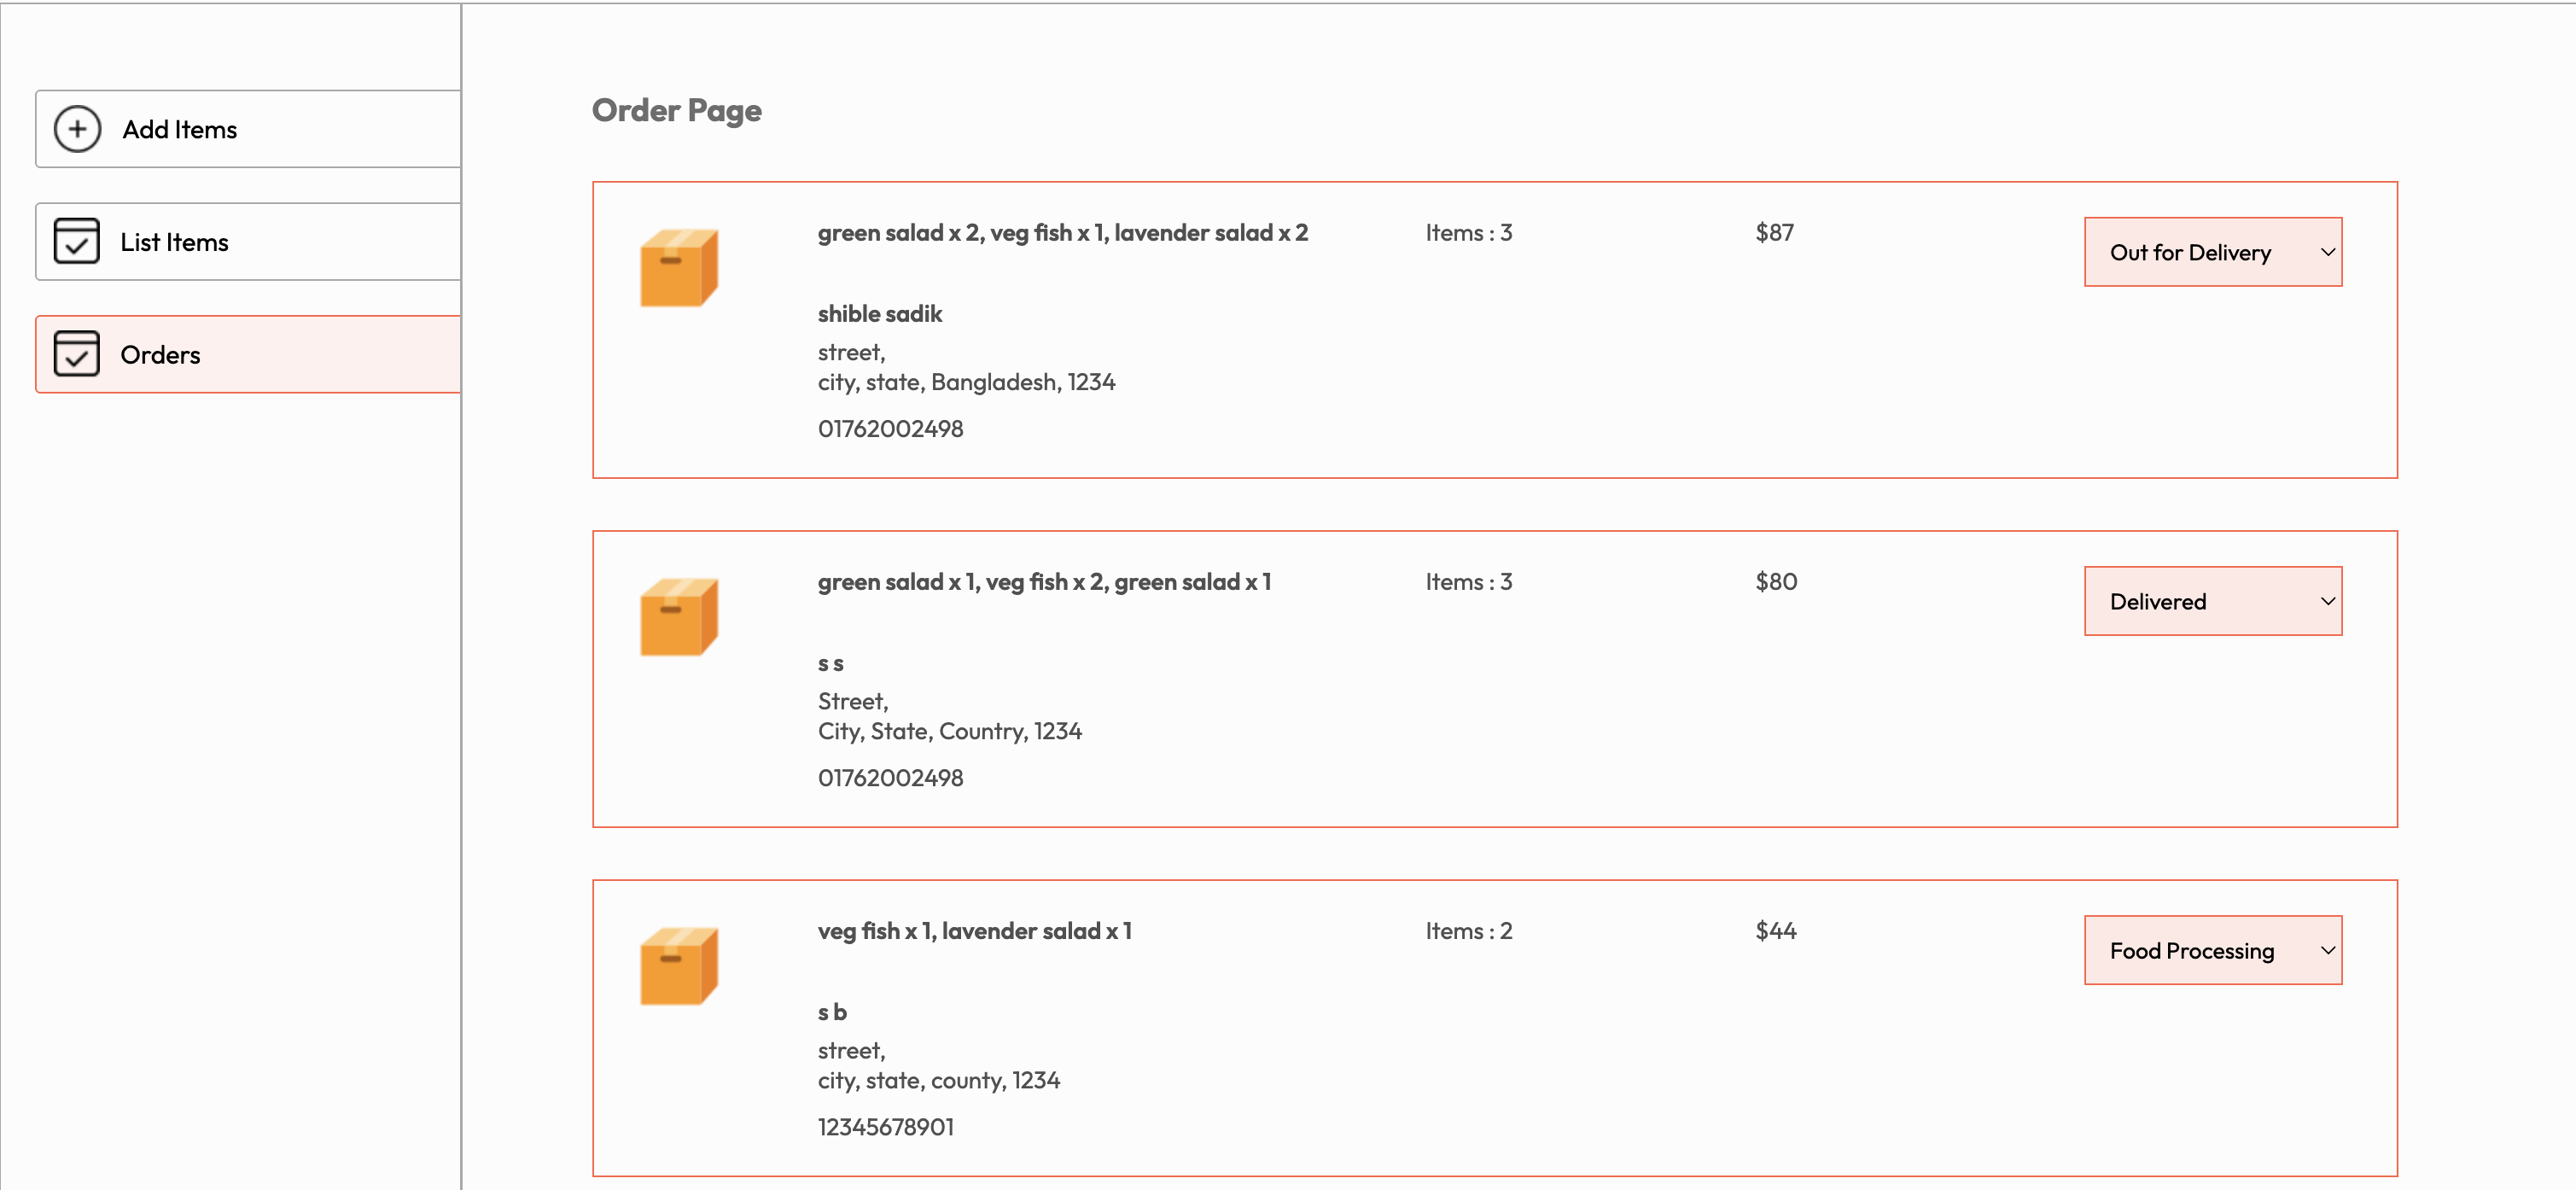 Add Items
List Items
Orders
Order Page
green salad x 2, veg fish x 1, lavender salad x 2
Items : 3
$87
Out for Delivery
shible sadik
street,
city, state, Bangladesh, 1234
01762002498
green salad x 1, veg fish x 2, green salad x 1
Items : 3
$80
Delivered
s s
Street,
City, State, Country, 1234
01762002498
veg fish x 1, lavender salad x 1
Items : 2
$44
Food Processing
s b
street,
city, state, county, 1234
12345678901